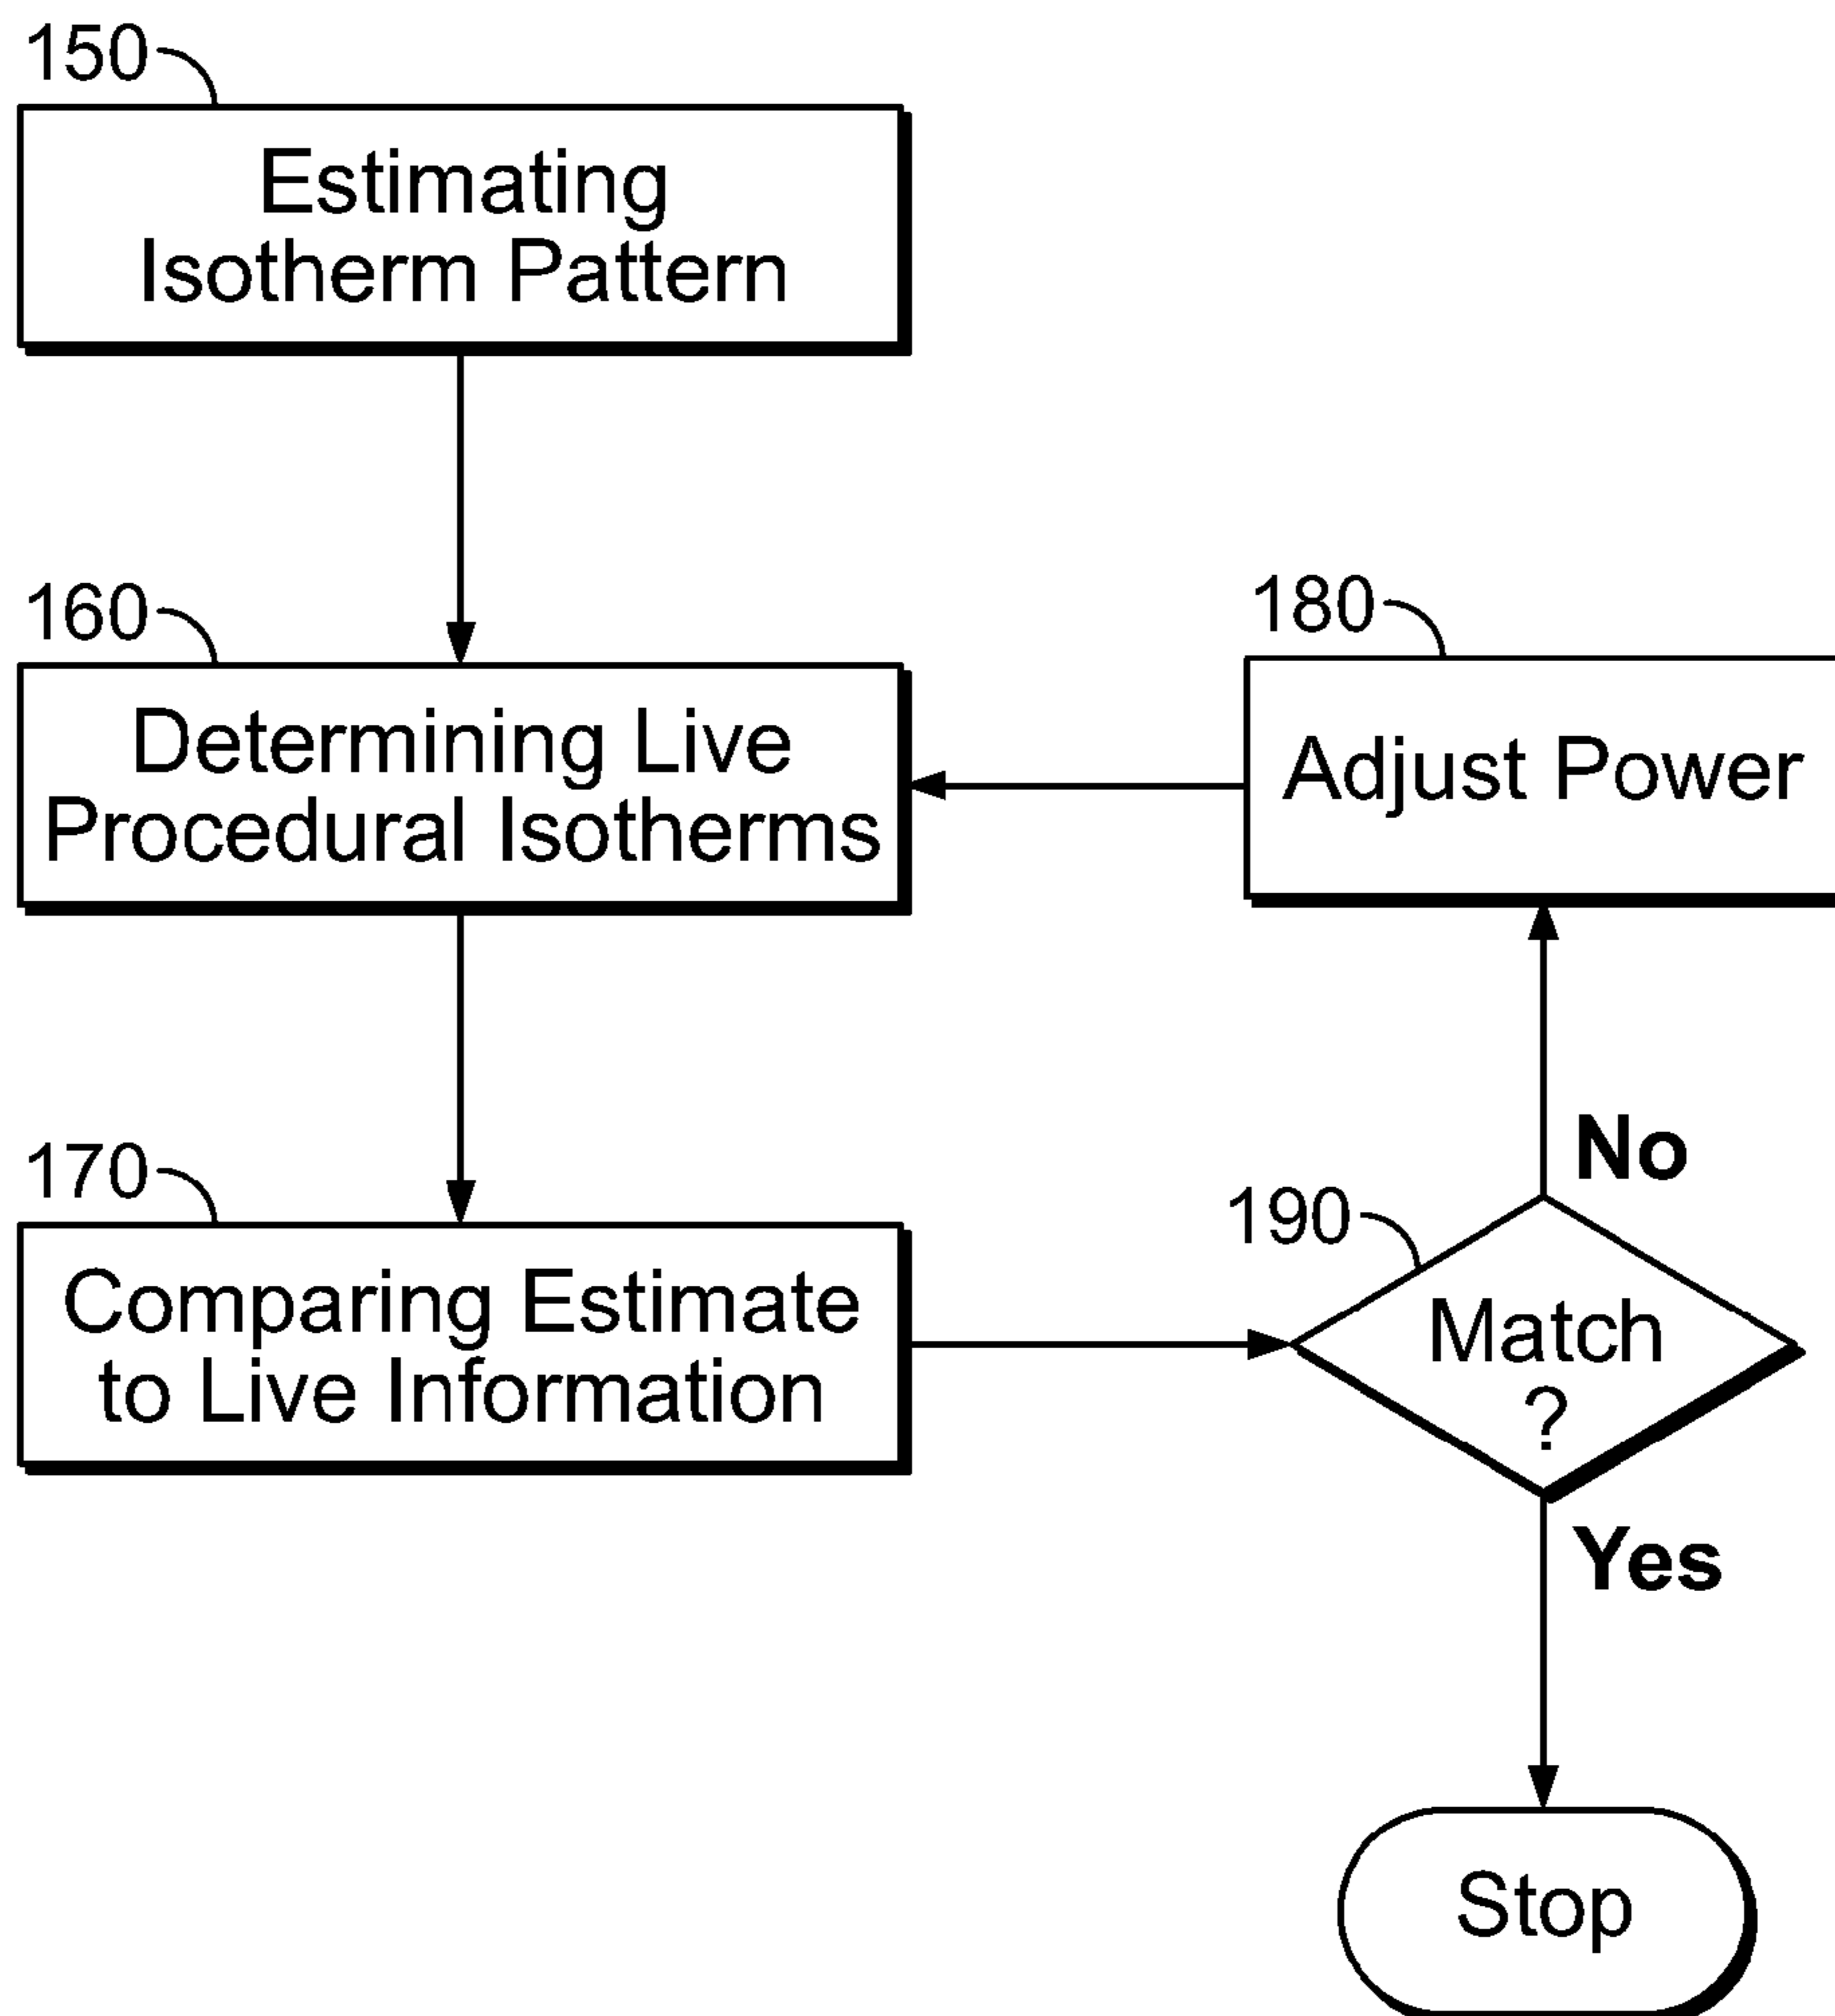 150
Estimating
Isotherm Pattern
160
Determining Live
Procedural Isotherms
180
Adjust Power
170
Comparing Estimate
to Live Information
No
190
Match
?
Yes
Stop